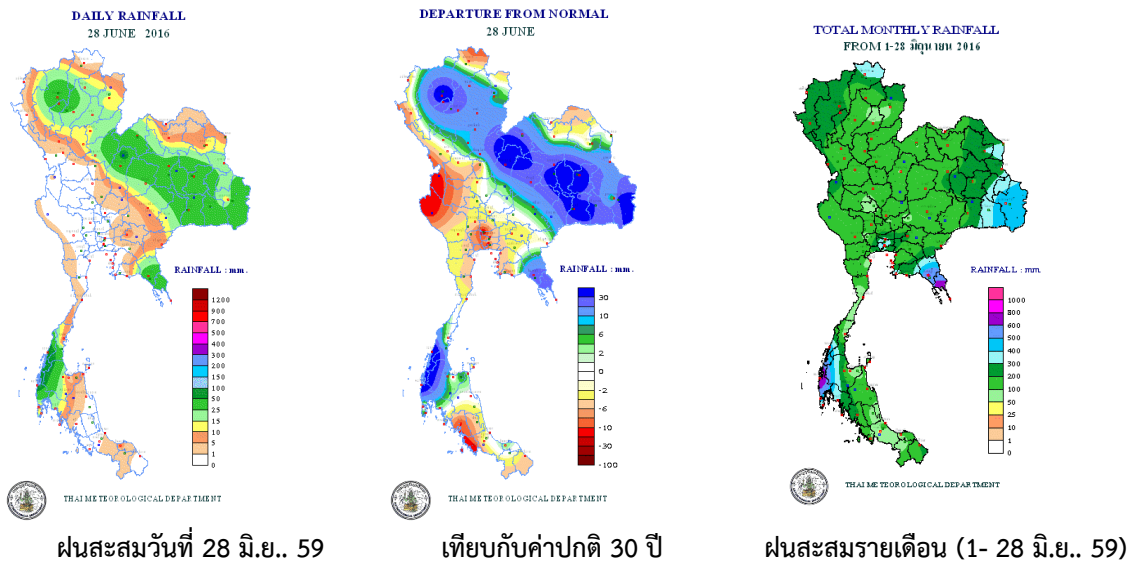 DAILY RAINFALL
28 JUNE 2016
RAINFALL : mm.
1200
900
700
500
400
300
200
150
100
50
25
15
10
5
1
0
THAI METEOROLOGICAL DEPARTMENT
ฝนสะสมวันที่ 28 มิ.ย.. 59
DEPARTURE FROM NORMAL
28 JUNE
RAINFALL : mm.
30
10
6
2
0
-2
-6
-10
-30
-100
THAI METEOROLOGICAL DEPARTMENT
เทียบกับค่าปกติ 30 ปี
TOTAL MONTHLY RAINFALL
FROM 1-28 มิถุนายน 2016
RAINFALL : mm.
1000
800
600
500
400
300
200
100
50
25
10
1
0
THAI METEOROLOGICAL DEPARTMENT
ฝนสะสมรายเดือน (1- 28 มิ.ย.. 59)